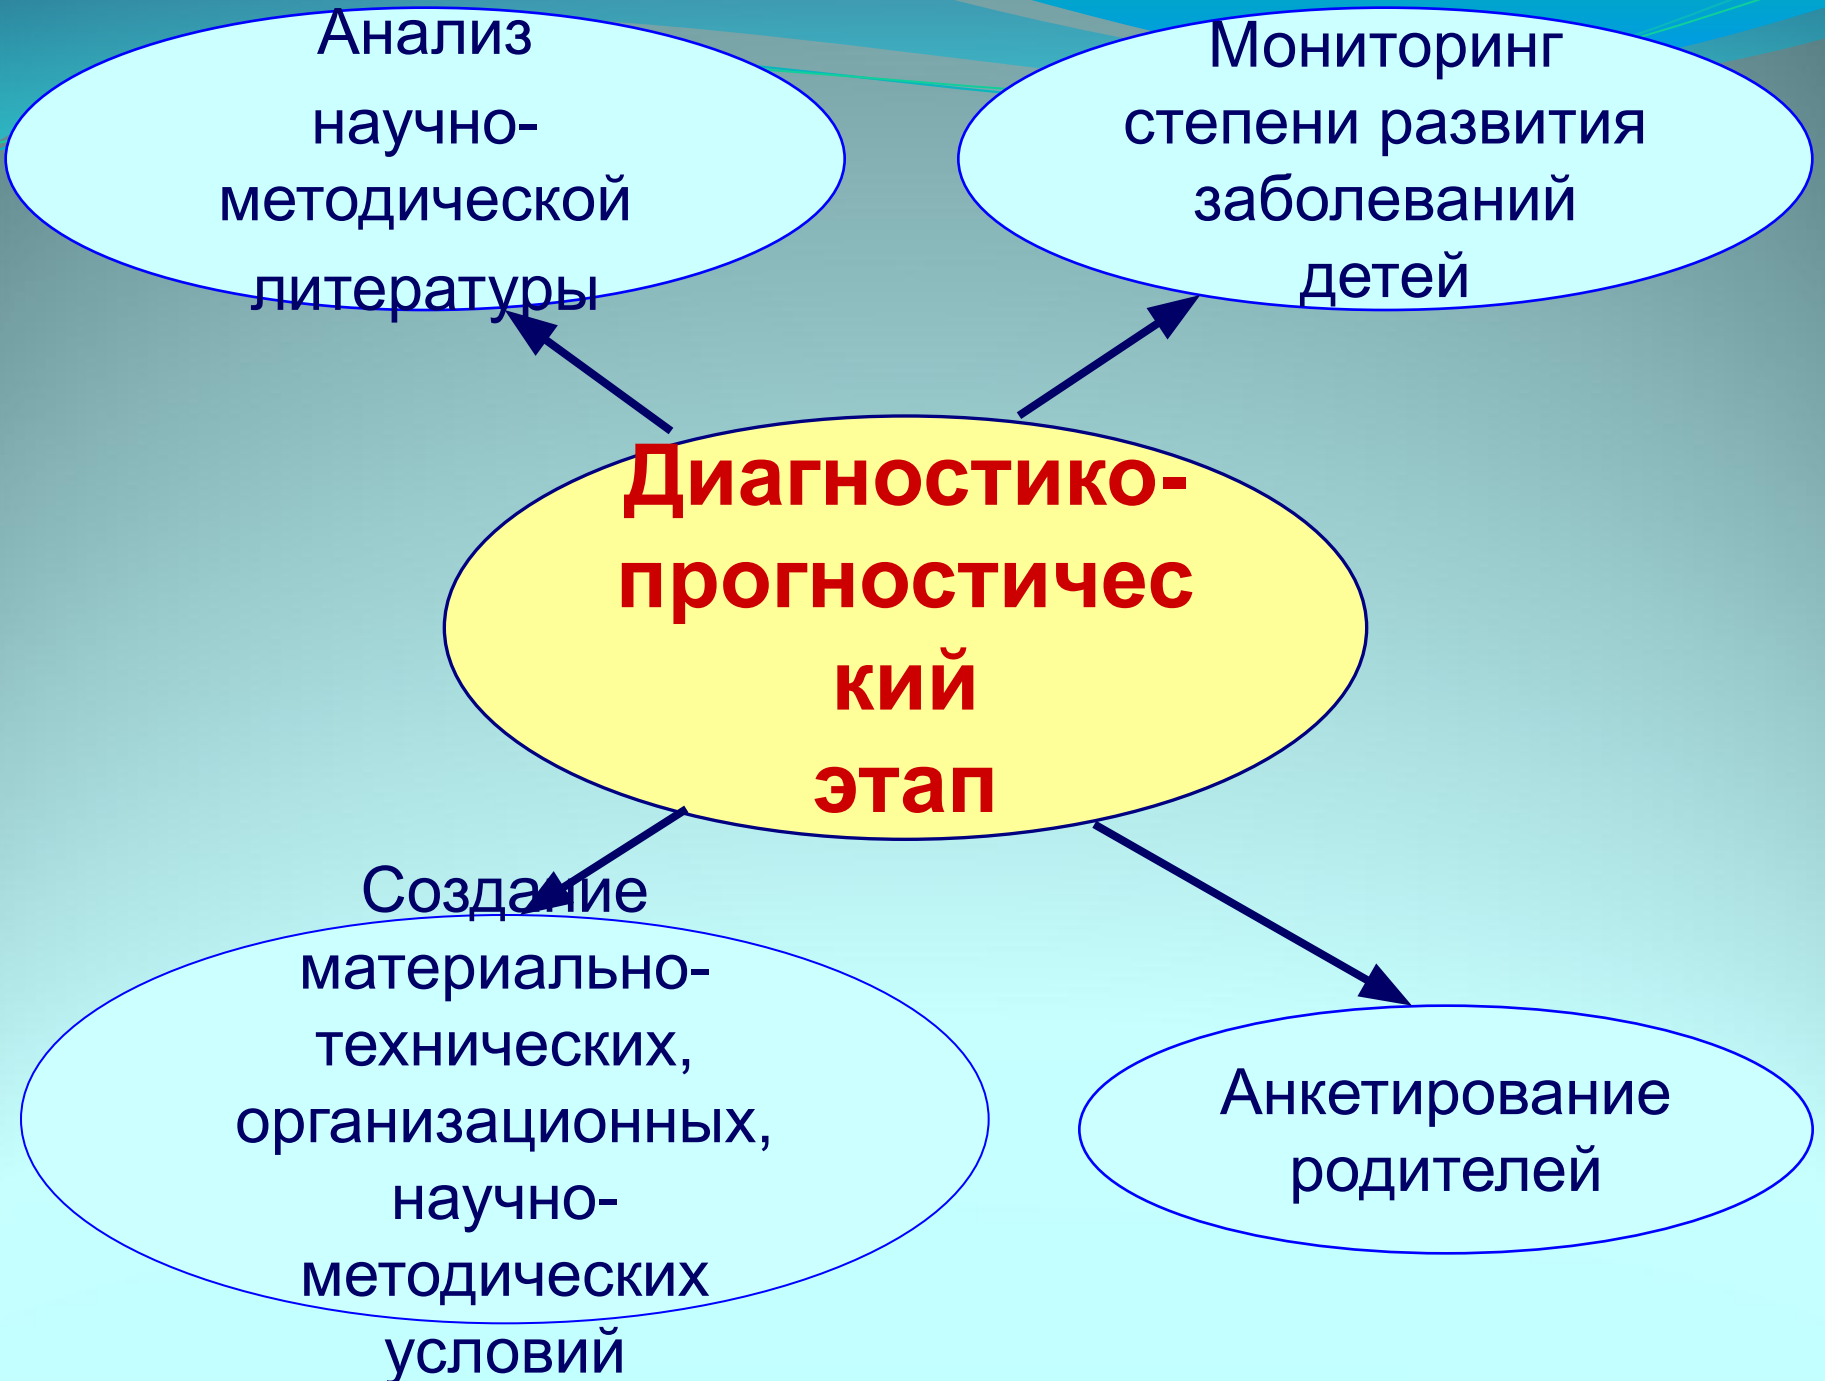 Анализ
научно-
методической
литературы
Мониторинг
степени развития
заболеваний
детей
Диагностико-
прогностичес
кий
этап
Создание
материально-
технических,
организационных,
научно-
методических
условий
Анкетирование
родителей